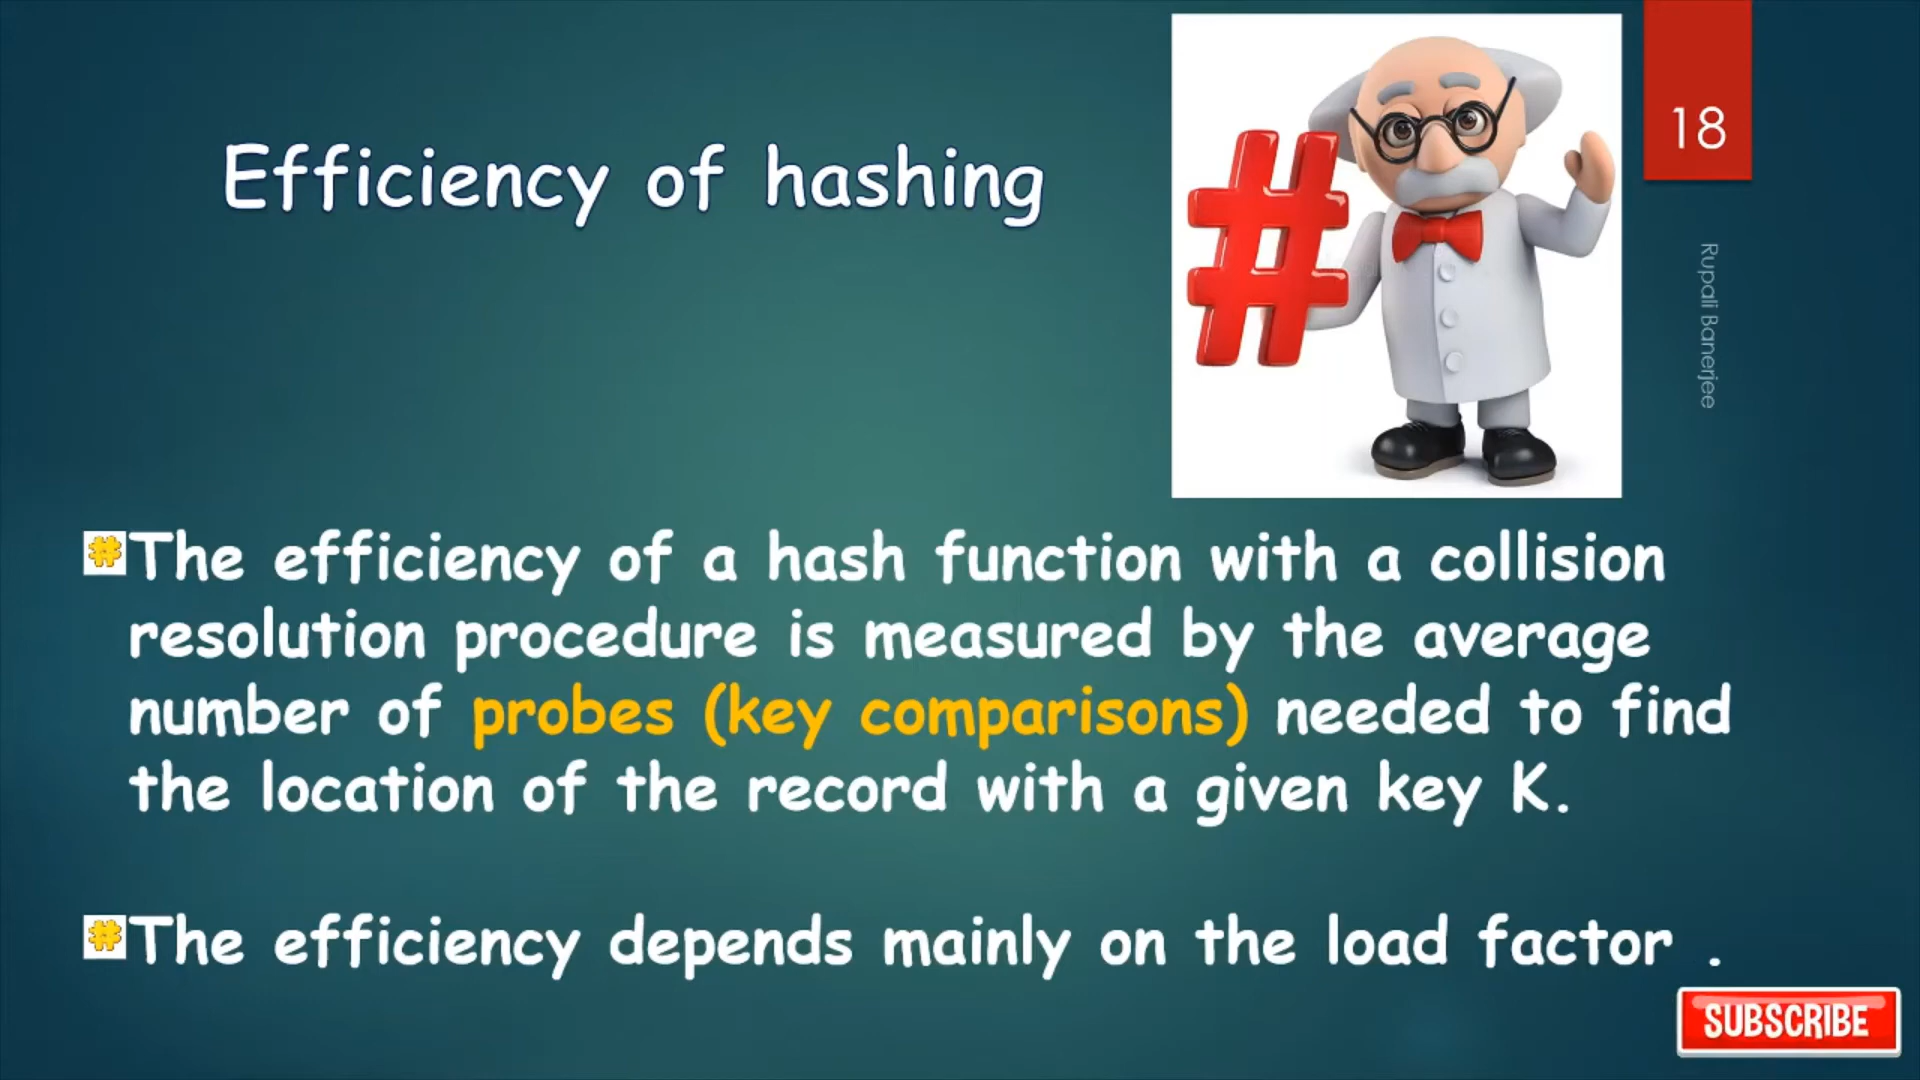 18
Efficiency of hashing
Rupali Banerjee
The efficiency of a hash function with a collision
resolution procedure is measured by the average
number of probes (key comparisons) needed to find
the location of the record with a given key K.
The efficiency depends mainly on the load factor .
SUBSCRIBE